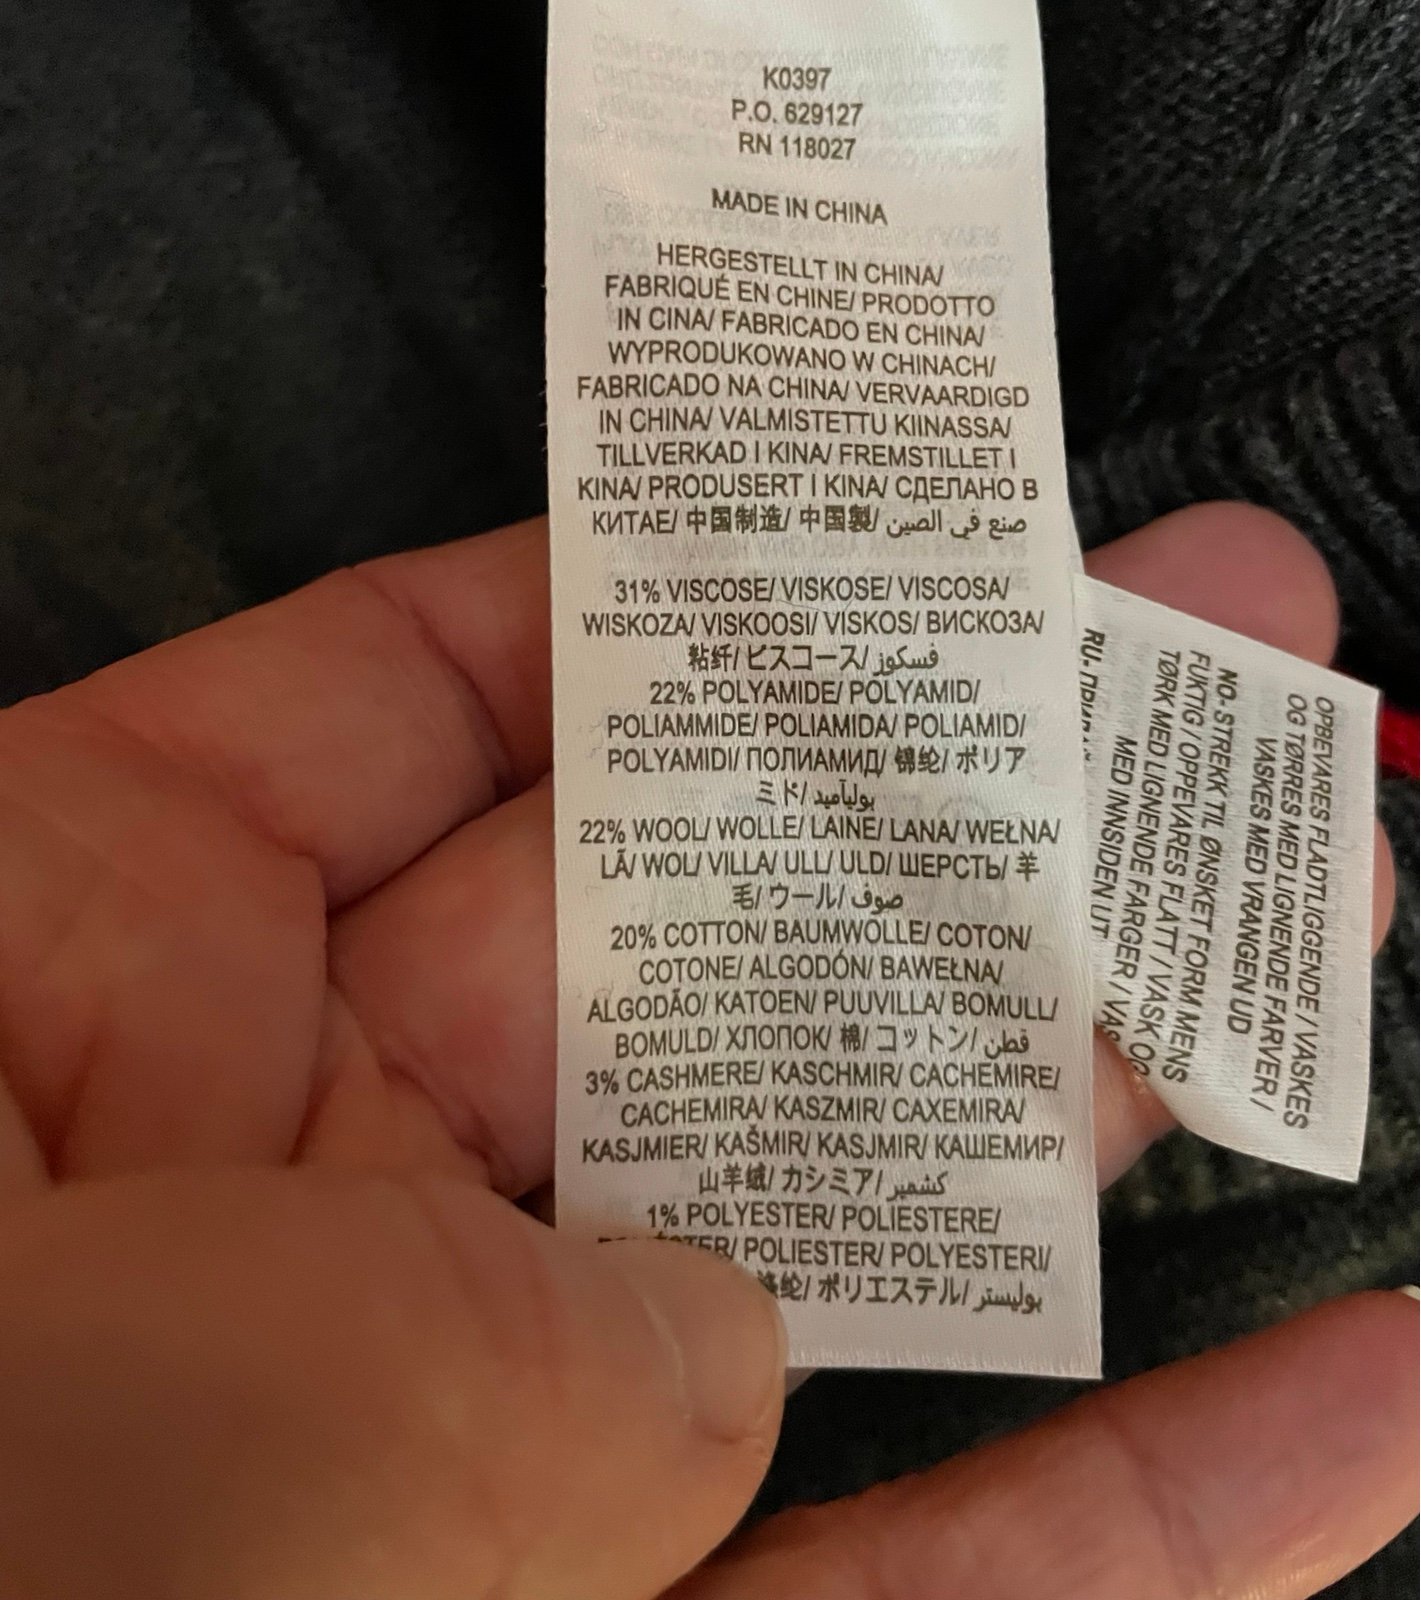 K0397
P.O. 629127
RN 118027
MADE IN CHINA
HERGESTELLT IN CHINA/
FABRIQUÉ EN CHINE/ PRODOTTO
IN CINA/ FABRICADO EN CHINA/
WYPRODUKOWANO W CHINACH/
FABRICADO NA CHINA/ VERVAARDIGD
IN CHINA/ VALMISTETTU KIINASSA/
TILLVERKAD I KINA/ FREMSTILLET I
KINA/ PRODUSERT I KINA/ СДЕЛАНО В
КИТАЕ/ 中国制造/ 中国製/ صنع في الصين
31% VISCOSE/ VISKOSE/ VISCOSA/
WISKOZA/ VISKOOSI/ VISKOS/ ВИСКОЗА/
粘纤/ ビスコース/ فسكوز
22% POLYAMIDE/ POLYAMID/
POLIAMMIDE/ POLIAMIDA/ POLIAMID/
POLYAMIDI/ ПОЛИАМИД/ 锦纶/ ポリア
ミド/ بوليآميد
22% WOOL/ WOLLE/ LAINE/ LANA/ WEŁNA/
LÃ/ WOL/ VILLA/ ULL/ ULD/ ШЕРСТЬ/ 羊
毛/ ウール/ صوف
20% COTTON/ BAUMWOLLE/ COTON/
COTONE/ ALGODÓN/ BAWEŁNA/
ALGODÃO/ KATOEN/ PUUVILLA/ BOMULL/
BOMULD/ ХЛОПОК/ 棉/ コットン/ قطن
3% CASHMERE/ KASCHMIR/ CACHEMIRE/
CACHEMIRA/ KASZMIR/ CAXEMIRA/
KASJMIER/ KAŠMIR/ KASJMIR/ КАШЕМИР/
山羊绒/ カシミア/ كشمير
1% POLYESTER/ POLIESTERE/
POLIESTER/ POLYESTERI/
纶/ ポリエステル/ بوليستر
OPBEVARES FLADTLIGGENDE / VASKES
OG TØRRES MED LIGNENDE FARVER /
VASKES MED VRANGEN UD
NO- STREKK TIL ØNSKET FORM MENS
FUKTIG / OPPEVARES FLATT / VASK OG
TØRK MED LIGNENDE FARGER / VAS
MED INNSIDEN UT
RU-